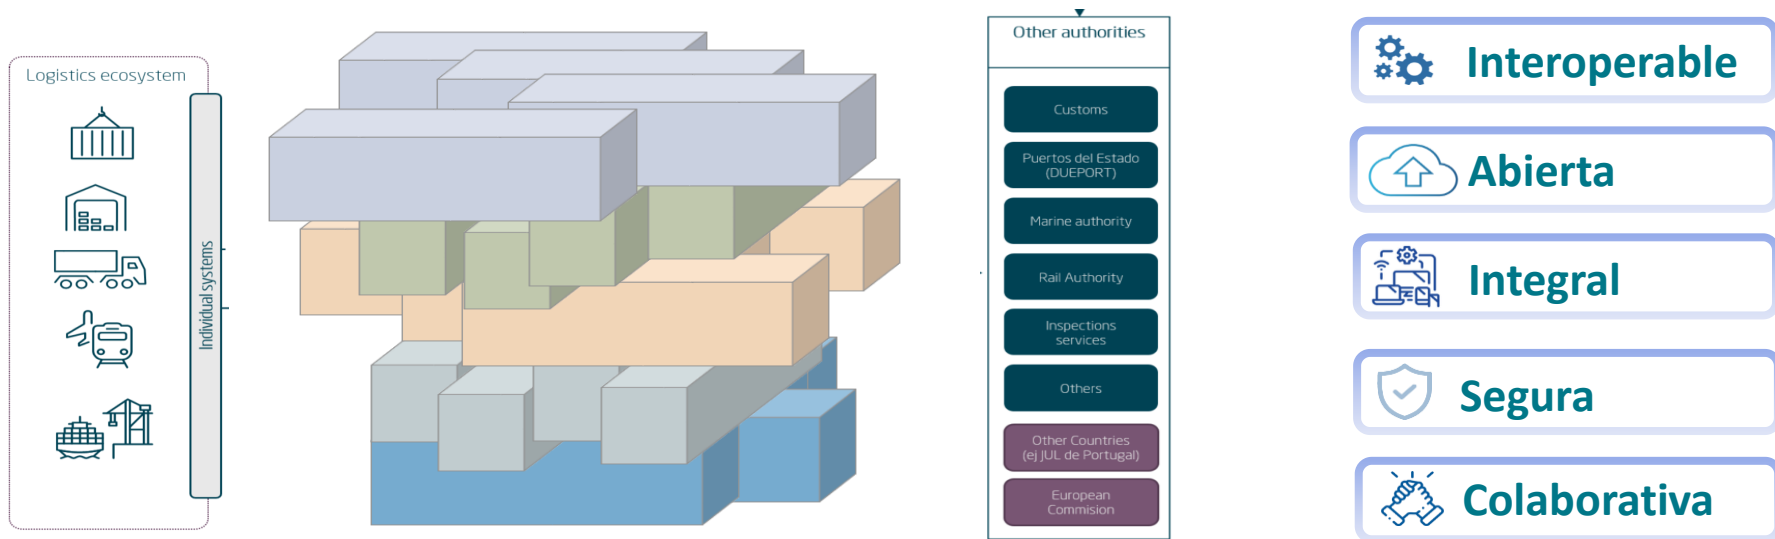 Logistics ecosystem
Individual systems
Other authorities
Customs
Puertos del Estado
(DUEPORT)
Marine authority
Rail Authority
Inspections
services
Others
Other Countries
(ej JUL de Portugal)
European
Commision
Interoperable
Abierta
Integral
Segura
Colaborativa